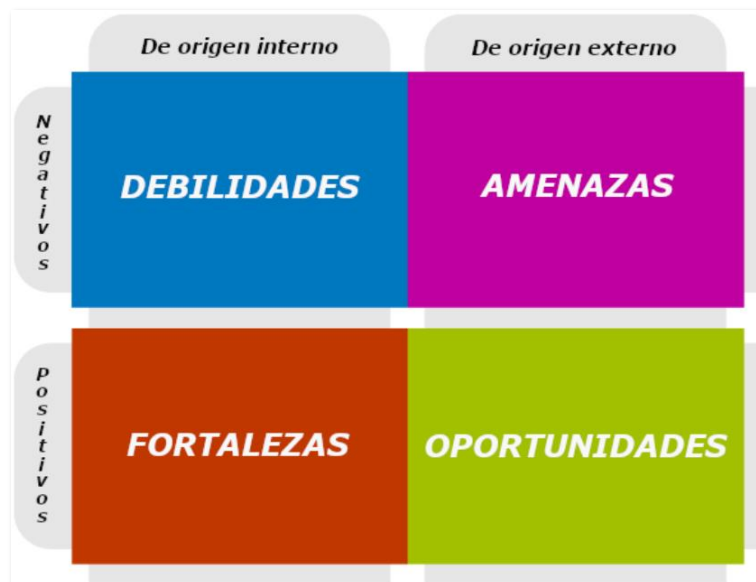 De origen interno
De origen externo
Negativos
DEBILIDADES
AMENAZAS
Positivos
FORTALEZAS
OPORTUNIDADES